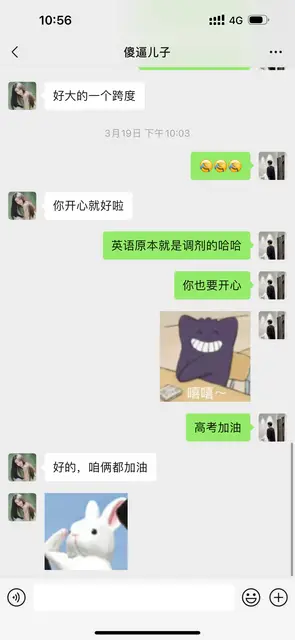 10:56
4G
傻逼儿子
好大的一个跨度
3月19日 下午10:03
你开心就好啦
英语原本就是调剂的哈哈
你也要开心
嘻嘻~
高考加油
好的，咱俩都加油